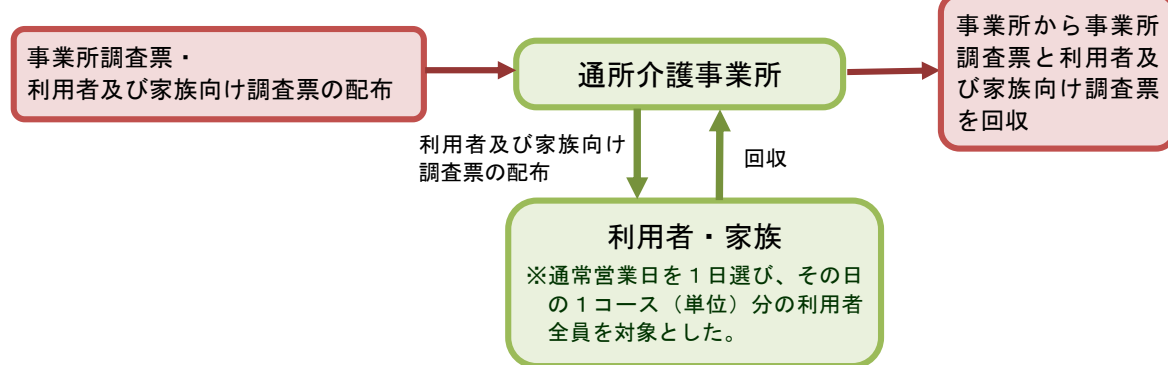 事業所調査票・
利用者及び家族向け調査票の配布
通所介護事業所
事業所から事業所
調査票と利用者及
び家族向け調査票
を回収
利用者及び家族向け
調査票の配布
回収
利用者・家族
※通常営業日を１日選び、その日
の１コース（単位）分の利用者
全員を対象とした。